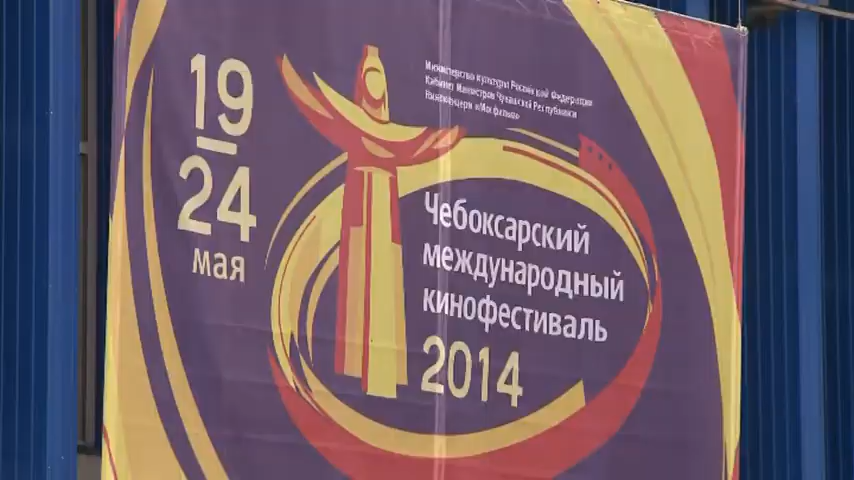 Министерство культуры Российской Федерации
Кабинет Министров Чувашской Республики
Киноконцерн «Мосфильм»
19
24
мая
Чебоксарский
международный
кинофестиваль
2014